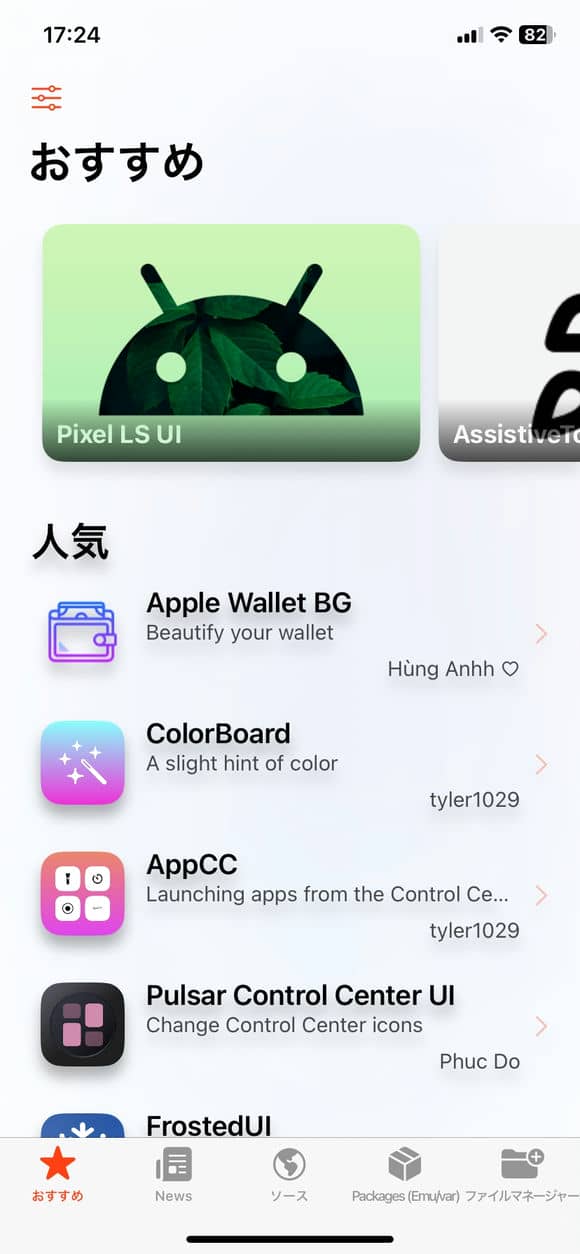 17:24
82
おすすめ
Pixel LS UI
AssistiveTo
人気
Apple Wallet BG
Beautify your wallet
Hùng Anhh ♡
ColorBoard
A slight hint of color
tyler1029
AppCC
Launching apps from the Control Ce...
tyler1029
Pulsar Control Center UI
Change Control Center icons
Phuc Do
FrostedUI
おすすめ
News
ソース
Packages (Emu/var)
ファイルマネージャー